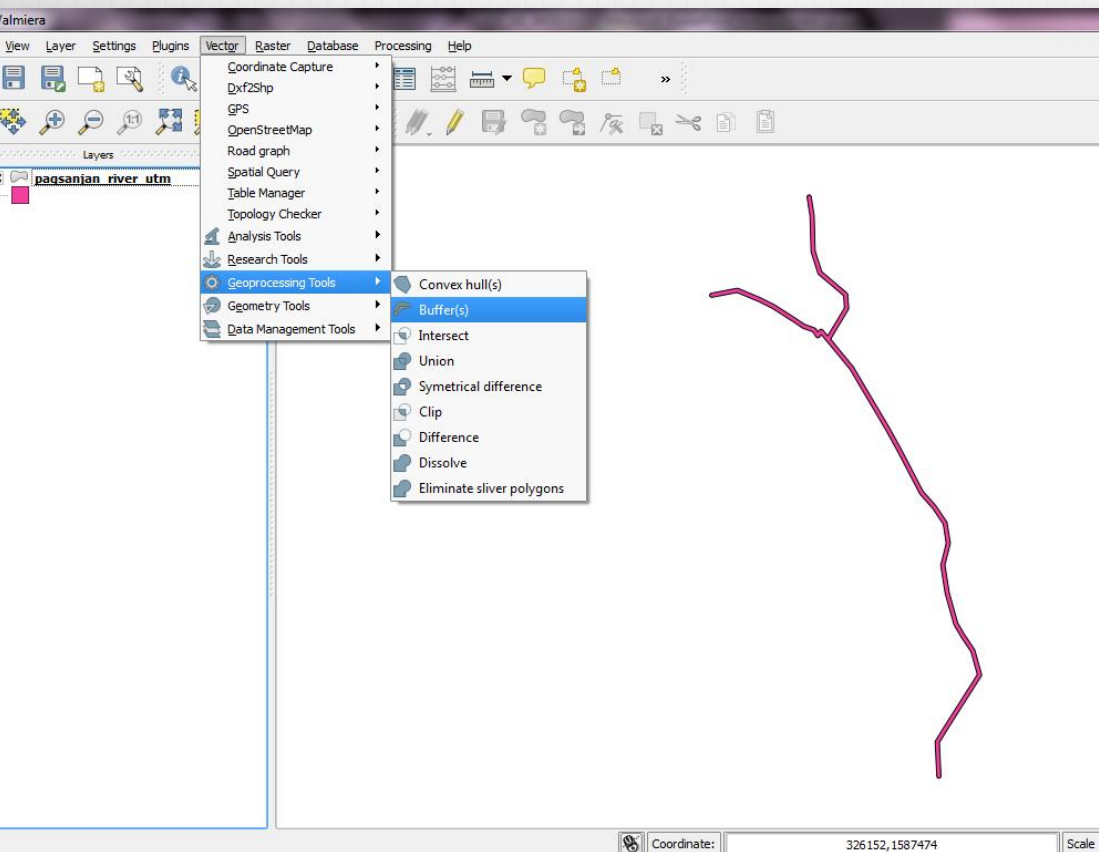 Valmiera
View Layer Settings Plugins Vector Raster Database Processing Help
Coordinate Capture
Dxf2Shp
GPS
OpenStreetMap
Road graph
Spatial Query
Table Manager
Topology Checker
Analysis Tools
Research Tools
Geoprocessing Tools
Geometry Tools
Data Management Tools
Convex hull(s)
Buffer(s)
Intersect
Union
Symetrical difference
Clip
Difference
Dissolve
Eliminate sliver polygons
1:1
»
Layers
pagsanjan_river_utm
Coordinate:
326152,1587474
Scale